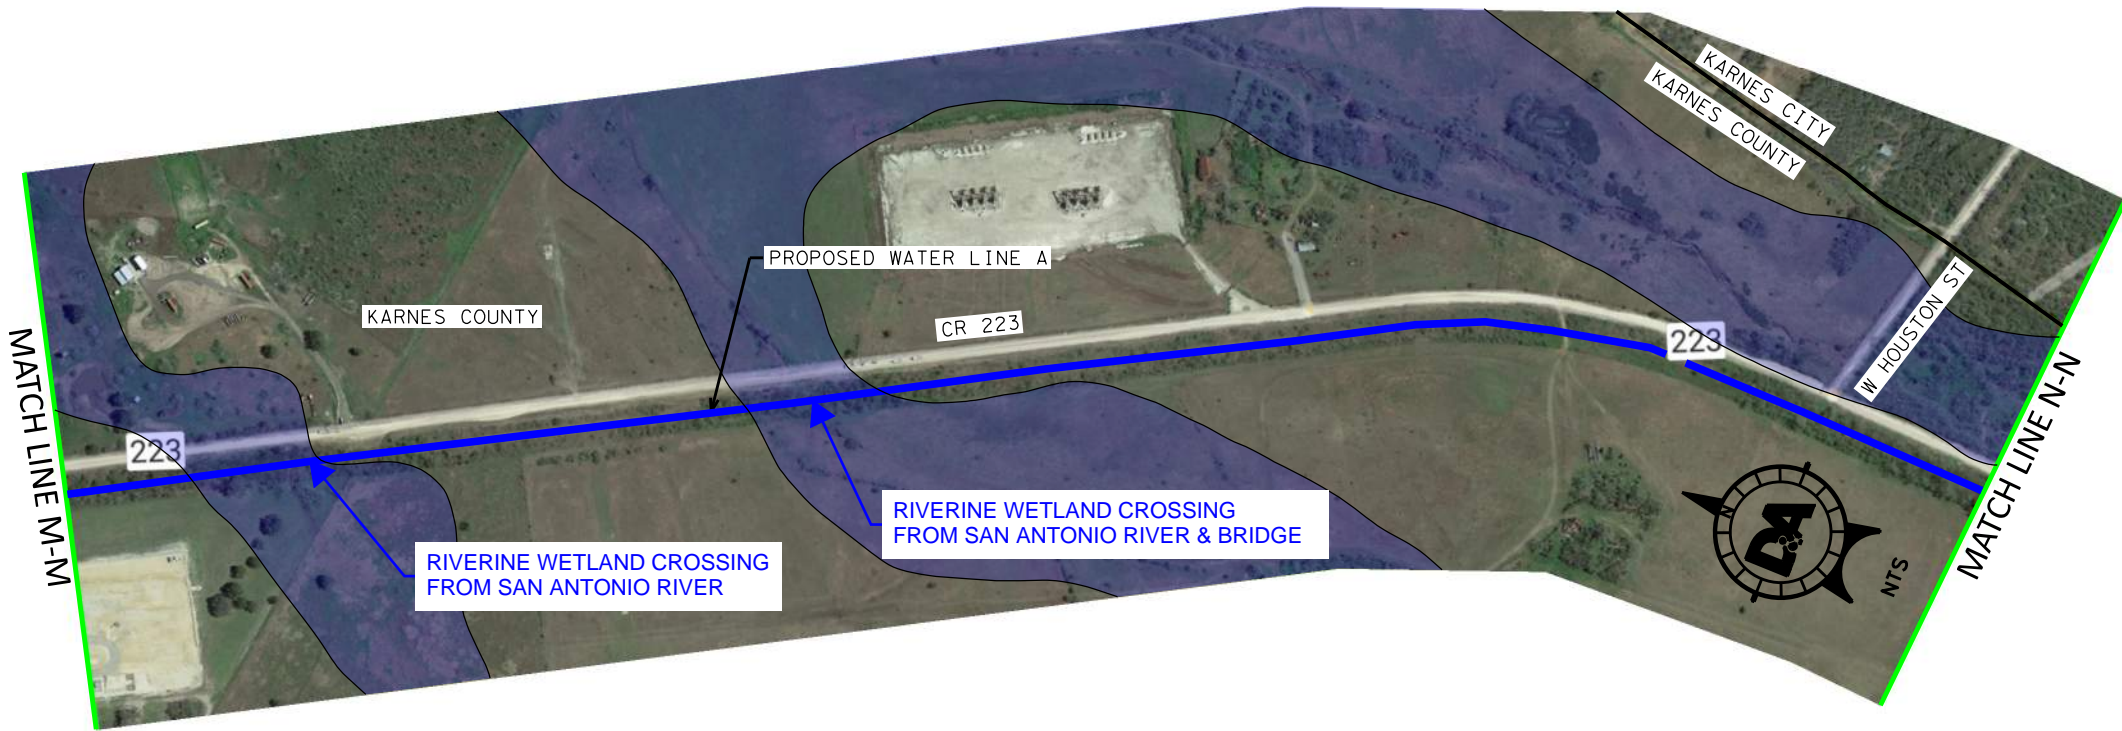 KARNES CITY
KARNES COUNTY
PROPOSED WATER LINE A
KARNES COUNTY
CR 223
223
W HOUSTON ST
MATCH LINE M-M
223
MATCH LINE N-N
RIVERINE WETLAND CROSSING
FROM SAN ANTONIO RIVER & BRIDGE
RIVERINE WETLAND CROSSING
FROM SAN ANTONIO RIVER
N
NTS